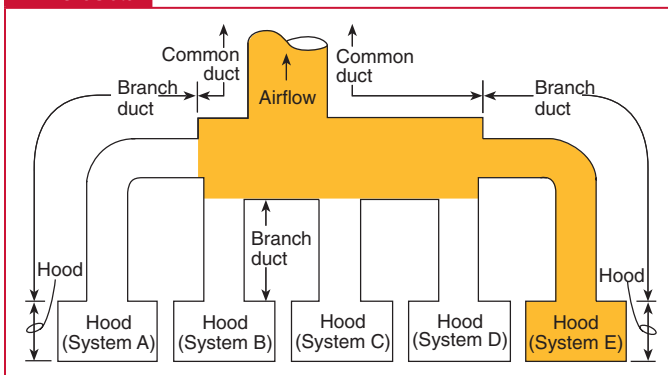 Common
duct
Common
duct
Branch
duct
Airflow
Branch
duct
Branch
duct
Hood
Hood
Hood
(System A)
Hood
(System B)
Hood
(System C)
Hood
(System D)
Hood
(System E)